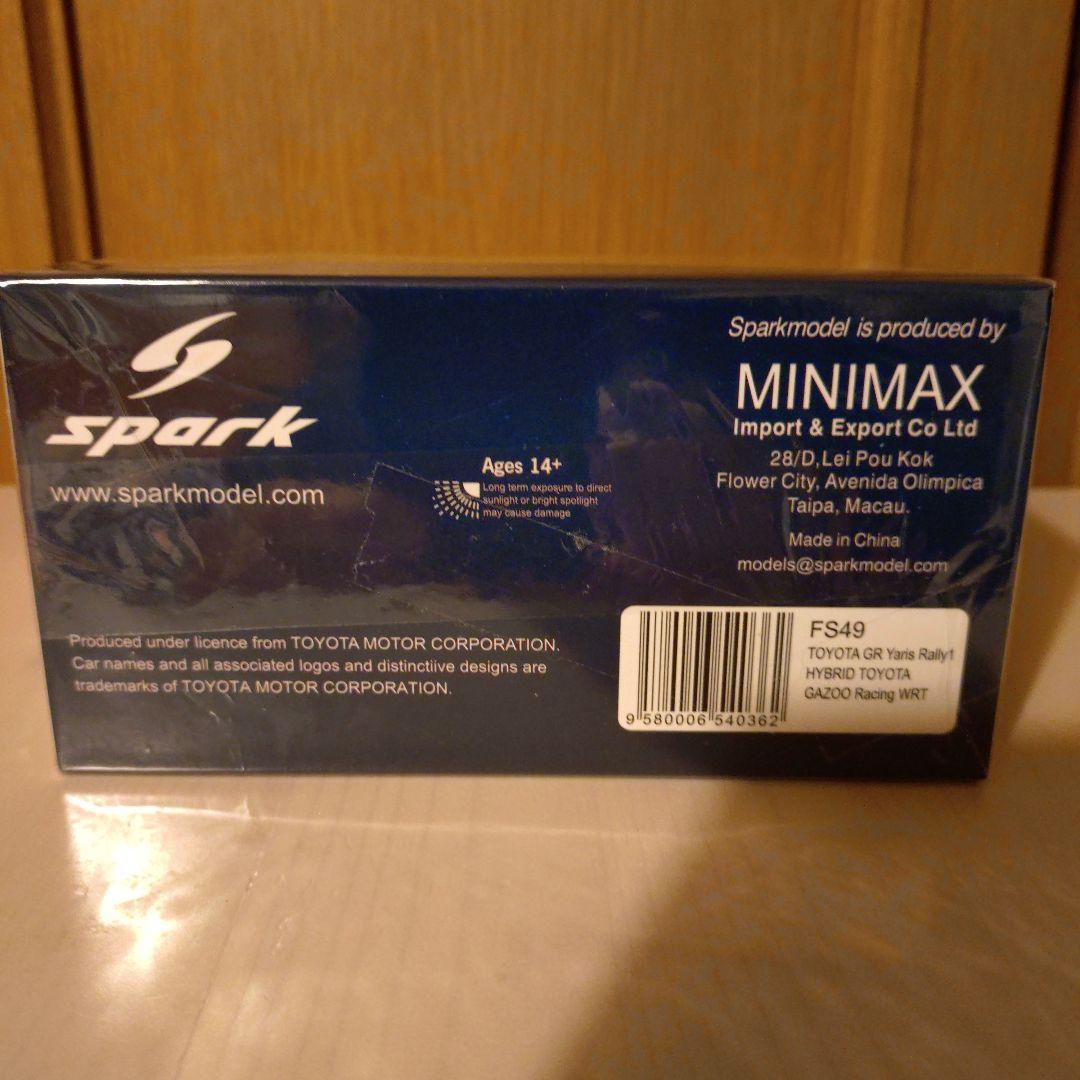 spark
www.sparkmodel.com
Ages 14+
Long term exposure to direct
sunlight or bright spotlight
may cause damage
Sparkmodel is produced by
MINIMAX
Import & Export Co Ltd
28/D,Lei Pou Kok
Flower City, Avenida Olimpica
Taipa, Macau.
Made in China
models@sparkmodel.com
Produced under licence from TOYOTA MOTOR CORPORATION.
Car names and all associated logos and distinctiive designs are
trademarks of TOYOTA MOTOR CORPORATION.
FS49
TOYOTA GR Yaris Rally1
HYBRID TOYOTA
GAZOO Racing WRT
9 580006 540362